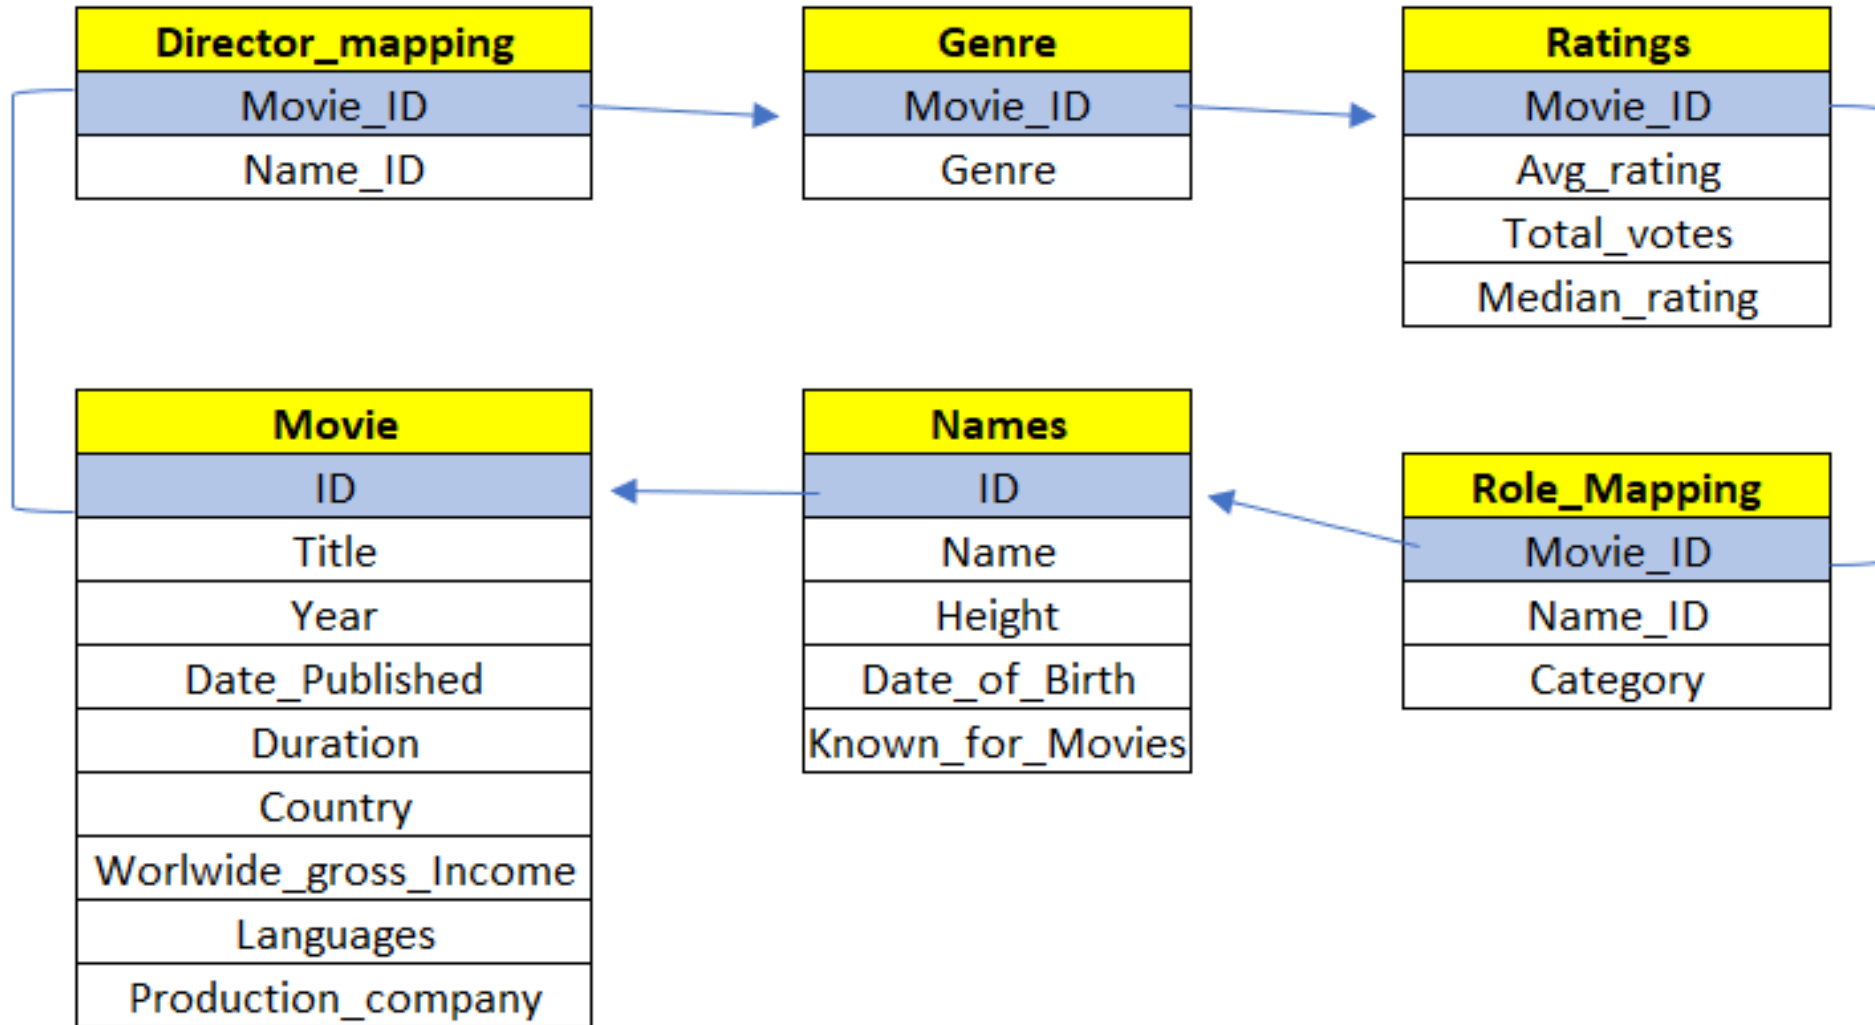 Director_mapping
Movie_ID
Name_ID
Genre
Movie_ID
Genre
Ratings
Movie_ID
Avg_rating
Total_votes
Median_rating
Movie
ID
Title
Year
Date_Published
Duration
Country
Worlwide_gross_Income
Languages
Production_company
Names
ID
Name
Height
Date_of_Birth
Known_for_Movies
Role_Mapping
Movie_ID
Name_ID
Category